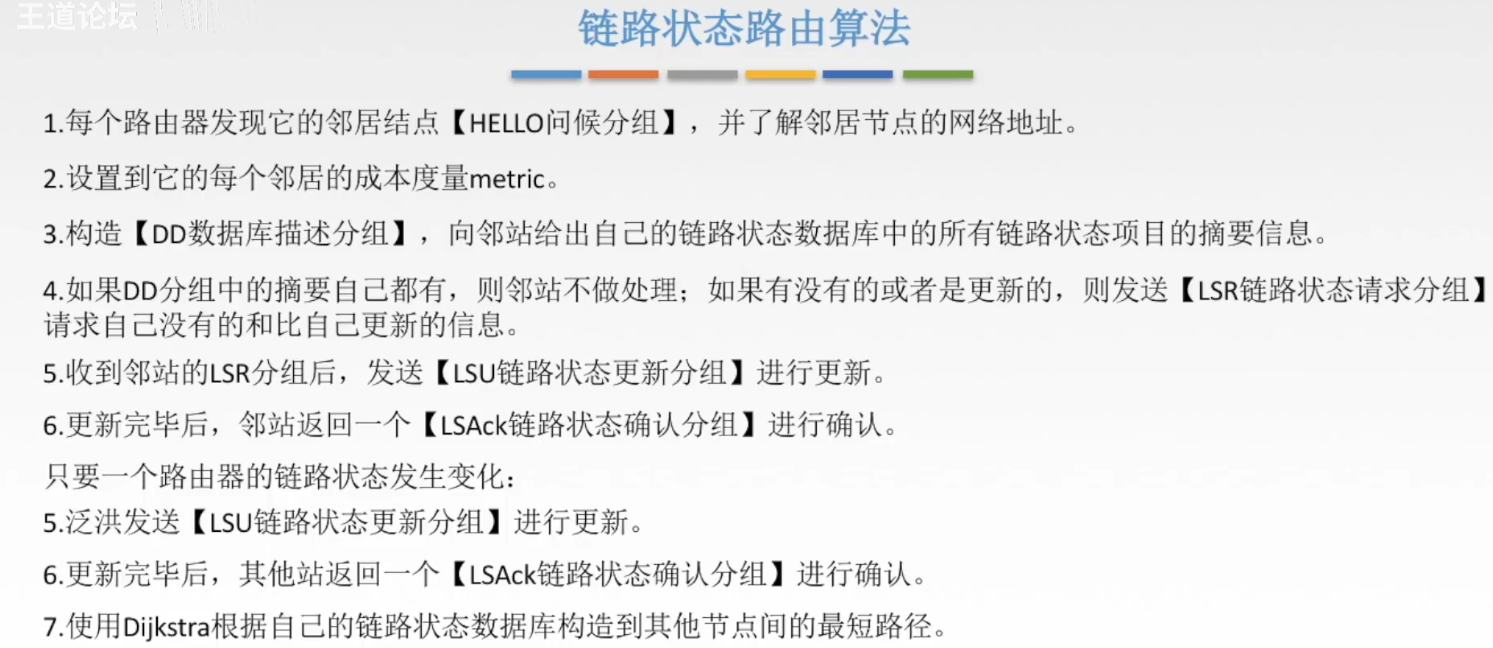 王道论坛
链路状态路由算法
1.每个路由器发现它的邻居结点【HELLO问候分组】，并了解邻居节点的网络地址。
2.设置到它的每个邻居的成本度量metric。
3.构造【DD数据库描述分组】，向邻站给出自己的链路状态数据库中的所有链路状态项目的摘要信息。
4.如果DD分组中的摘要自己都有，则邻站不做处理；如果有没有的或者是更新的，则发送【LSR链路状态请求分组】
请求自己没有的和比自己更新的信息。
5.收到邻站的LSR分组后，发送【LSU链路状态更新分组】进行更新。
6.更新完毕后，邻站返回一个【LSAck链路状态确认分组】进行确认。
只要一个路由器的链路状态发生变化：
5.泛洪发送【LSU链路状态更新分组】进行更新。
6.更新完毕后，其他站返回一个【LSAck链路状态确认分组】进行确认。
7.使用Dijkstra根据自己的链路状态数据库构造到其他节点间的最短路径。